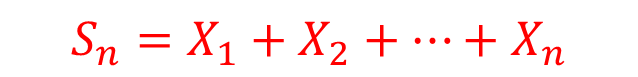 Sₙ = X₁ + X₂ + ⋯ + Xₙ